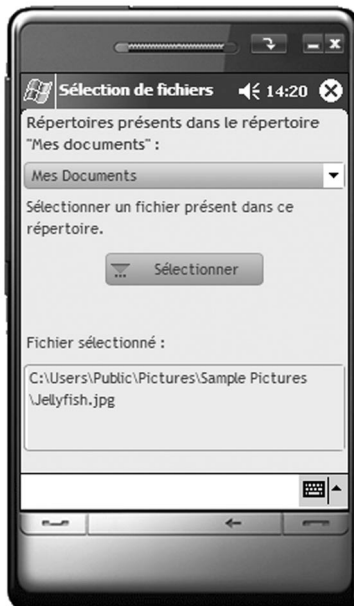 Sélection de fichiers 14:20
Répertoires présents dans le répertoire
"Mes documents" :
Mes Documents
Sélectionner un fichier présent dans ce
répertoire.
Sélectionner
Fichier sélectionné :
C:\Users\Public\Pictures\Sample Pictures
\Jellyfish.jpg